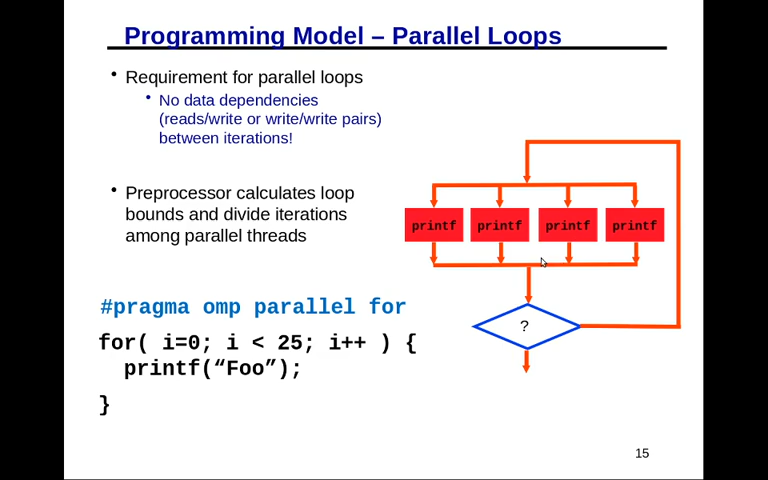 Programming Model – Parallel Loops
• Requirement for parallel loops
• No data dependencies
(reads/write or write/write pairs)
between iterations!
• Preprocessor calculates loop
bounds and divide iterations
among parallel threads
#pragma omp parallel for
for( i=0; i < 25; i++ ) {
printf(“Foo”);
}
printf printf printf printf
?
15